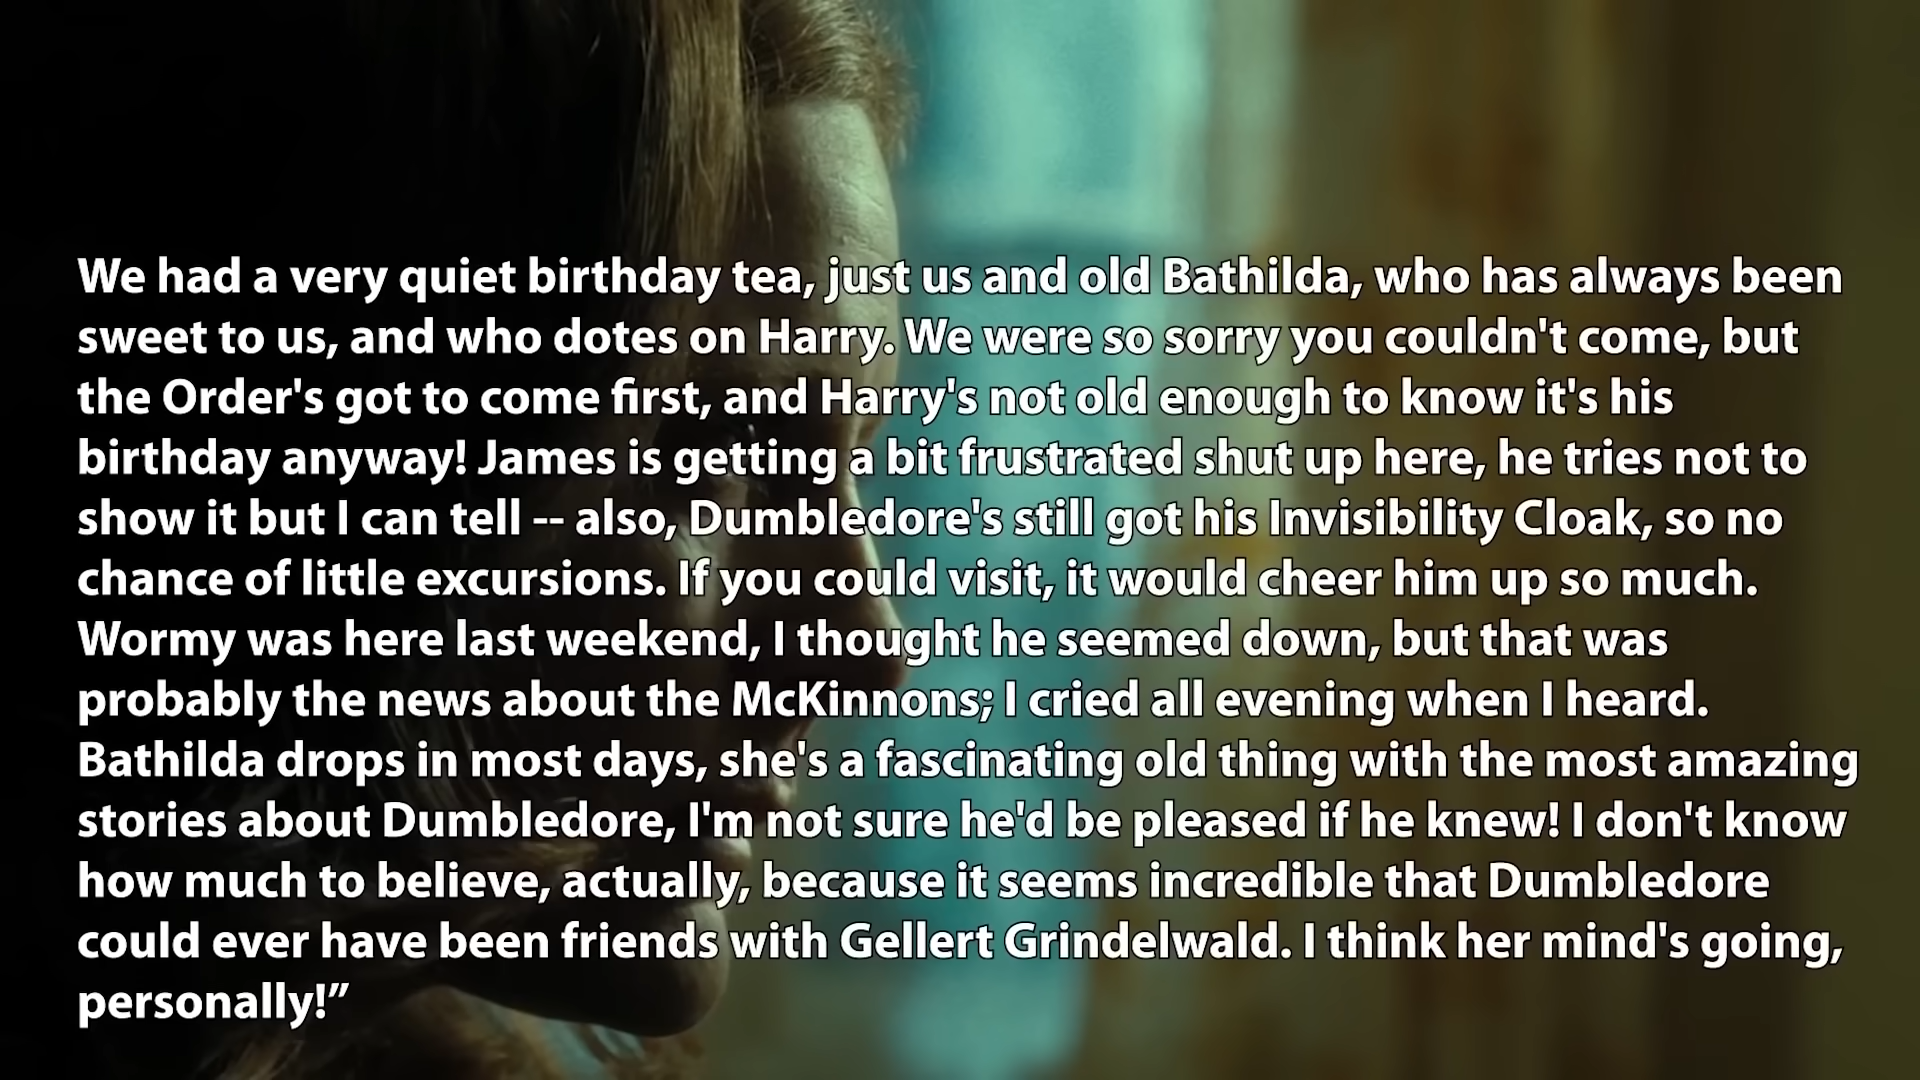 We had a very quiet birthday tea, just us and old Bathilda, who has always been
sweet to us, and who dotes on Harry. We were so sorry you couldn't come, but
the Order's got to come first, and Harry's not old enough to know it's his
birthday anyway! James is getting a bit frustrated shut up here, he tries not to
show it but I can tell -- also, Dumbledore's still got his Invisibility Cloak, so no
chance of little excursions. If you could visit, it would cheer him up so much.
Wormy was here last weekend, I thought he seemed down, but that was
probably the news about the McKinnons; I cried all evening when I heard.
Bathilda drops in most days, she's a fascinating old thing with the most amazing
stories about Dumbledore, I'm not sure he'd be pleased if he knew! I don't know
how much to believe, actually, because it seems incredible that Dumbledore
could ever have been friends with Gellert Grindelwald. I think her mind's going,
personally!”